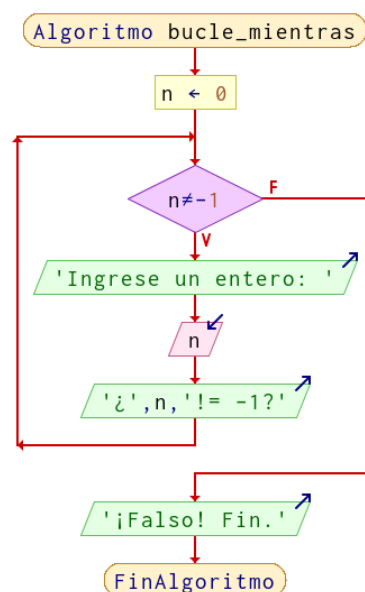 Algoritmo bucle_mientras
n ← 0
n≠-1
F
V
'Ingrese un entero: '
n
'¿',n,'!= -1?'
'¡Falso! Fin.'
FinAlgoritmo